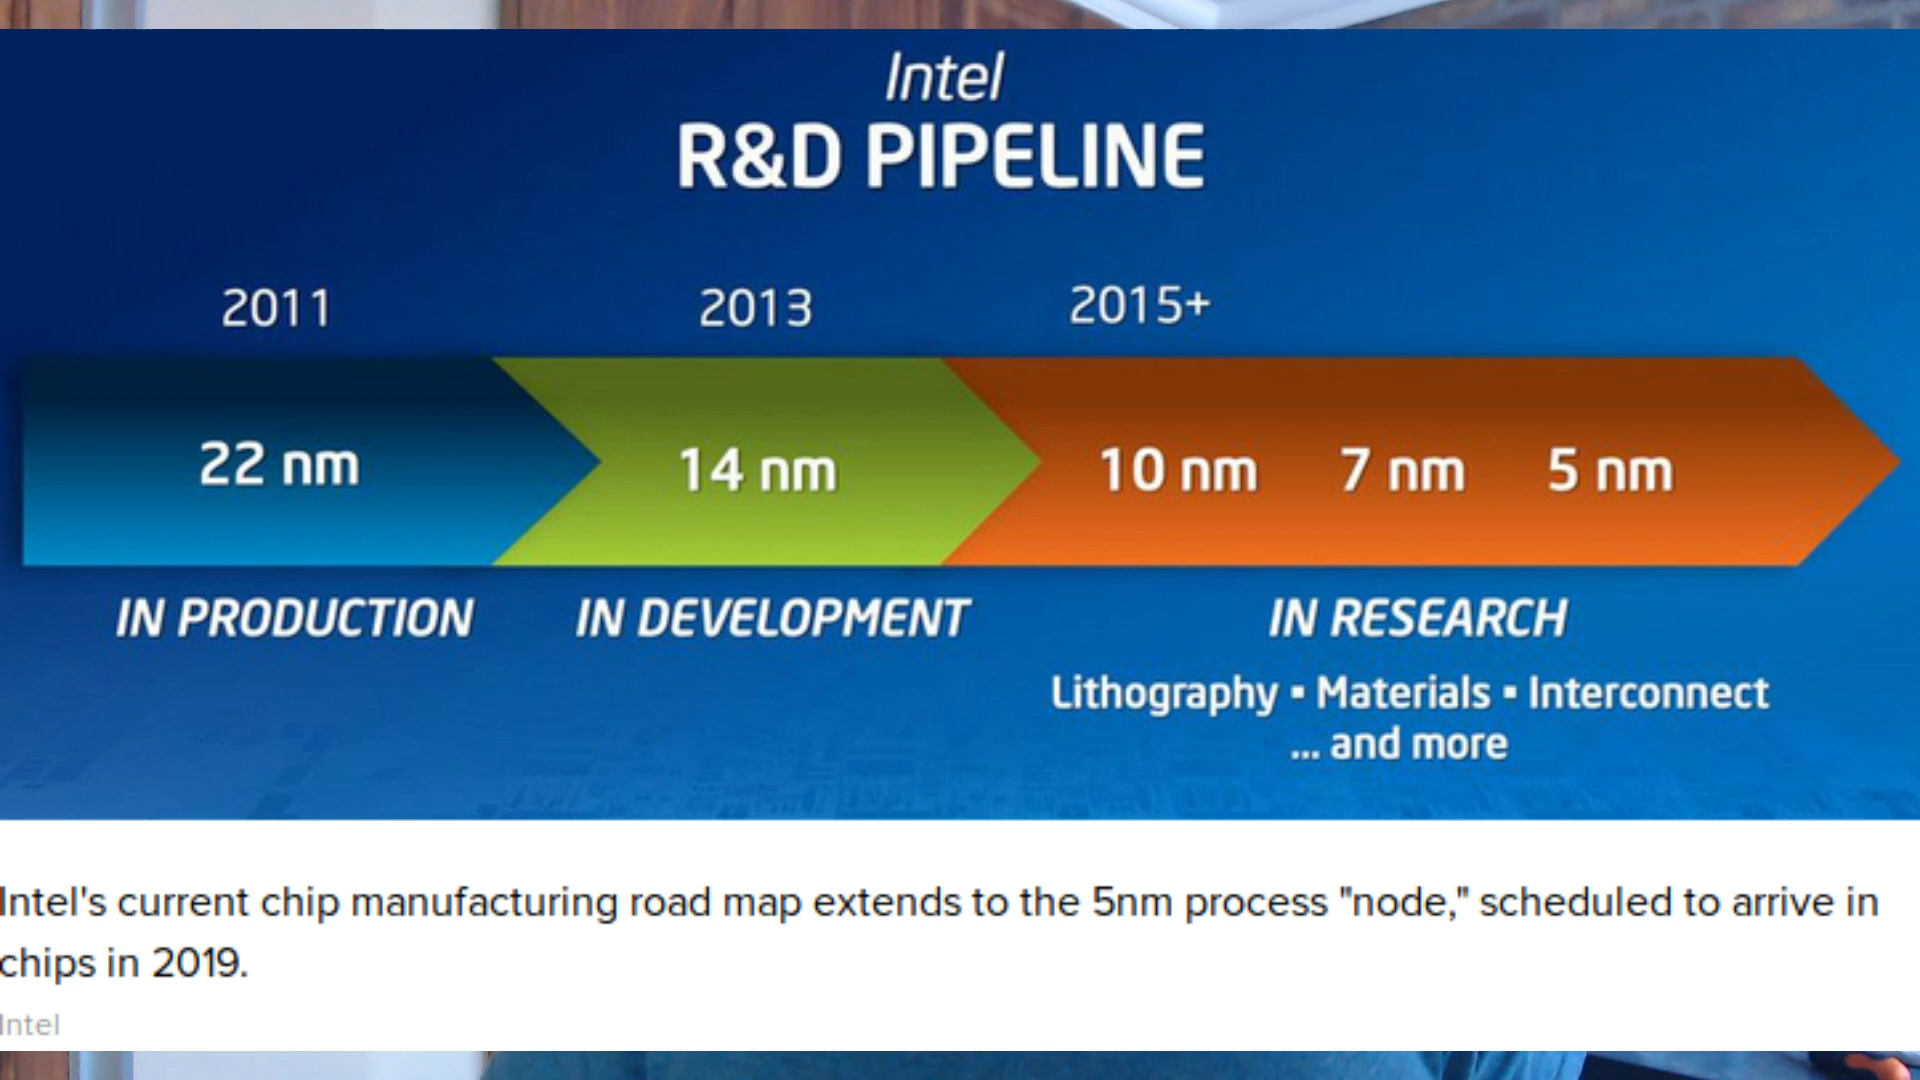 Intel
R&D PIPELINE
2011 2013 2015+
22 nm 14 nm 10 nm 7 nm 5 nm
IN PRODUCTION IN DEVELOPMENT IN RESEARCH
Lithography ▪ Materials ▪ Interconnect
... and more
Intel's current chip manufacturing road map extends to the 5nm process "node," scheduled to arrive in
chips in 2019.
Intel